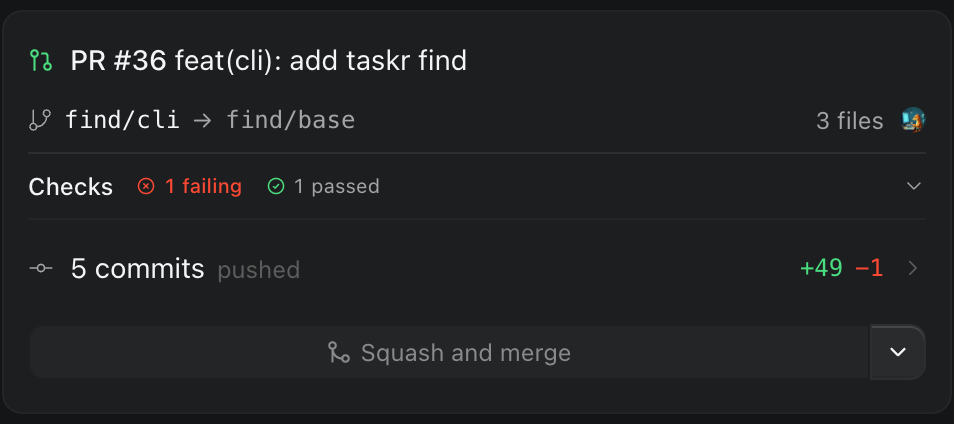 PR #36 feat(cli): add taskr find
find/cli → find/base 3 files
Checks 1 failing 1 passed
5 commits pushed +49 −1
Squash and merge